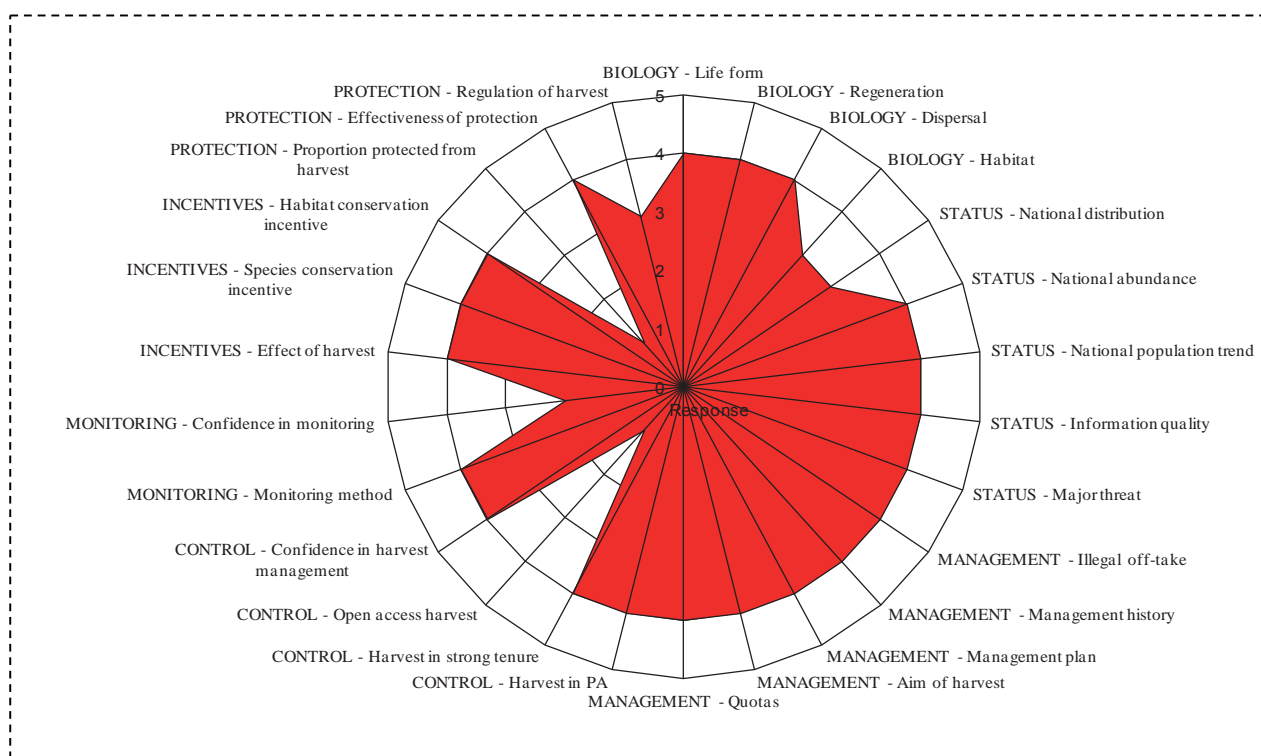 BIOLOGY - Life form
BIOLOGY - Regeneration
BIOLOGY - Dispersal
BIOLOGY - Habitat
STATUS - National distribution
STATUS - National abundance
STATUS - National population trend
STATUS - Information quality
STATUS - Major threat
MANAGEMENT - Illegal off-take
MANAGEMENT - Management history
MANAGEMENT - Management plan
MANAGEMENT - Aim of harvest
MANAGEMENT - Quotas
CONTROL - Harvest in PA
CONTROL - Harvest in strong tenure
CONTROL - Open access harvest
CONTROL - Confidence in harvest
management
MONITORING - Monitoring method
MONITORING - Confidence in monitoring
INCENTIVES - Effect of harvest
INCENTIVES - Species conservation
incentive
INCENTIVES - Habitat conservation
incentive
PROTECTION - Proportion protected from
harvest
PROTECTION - Effectiveness of protection
PROTECTION - Regulation of harvest
5
4
3
2
1
0
Response